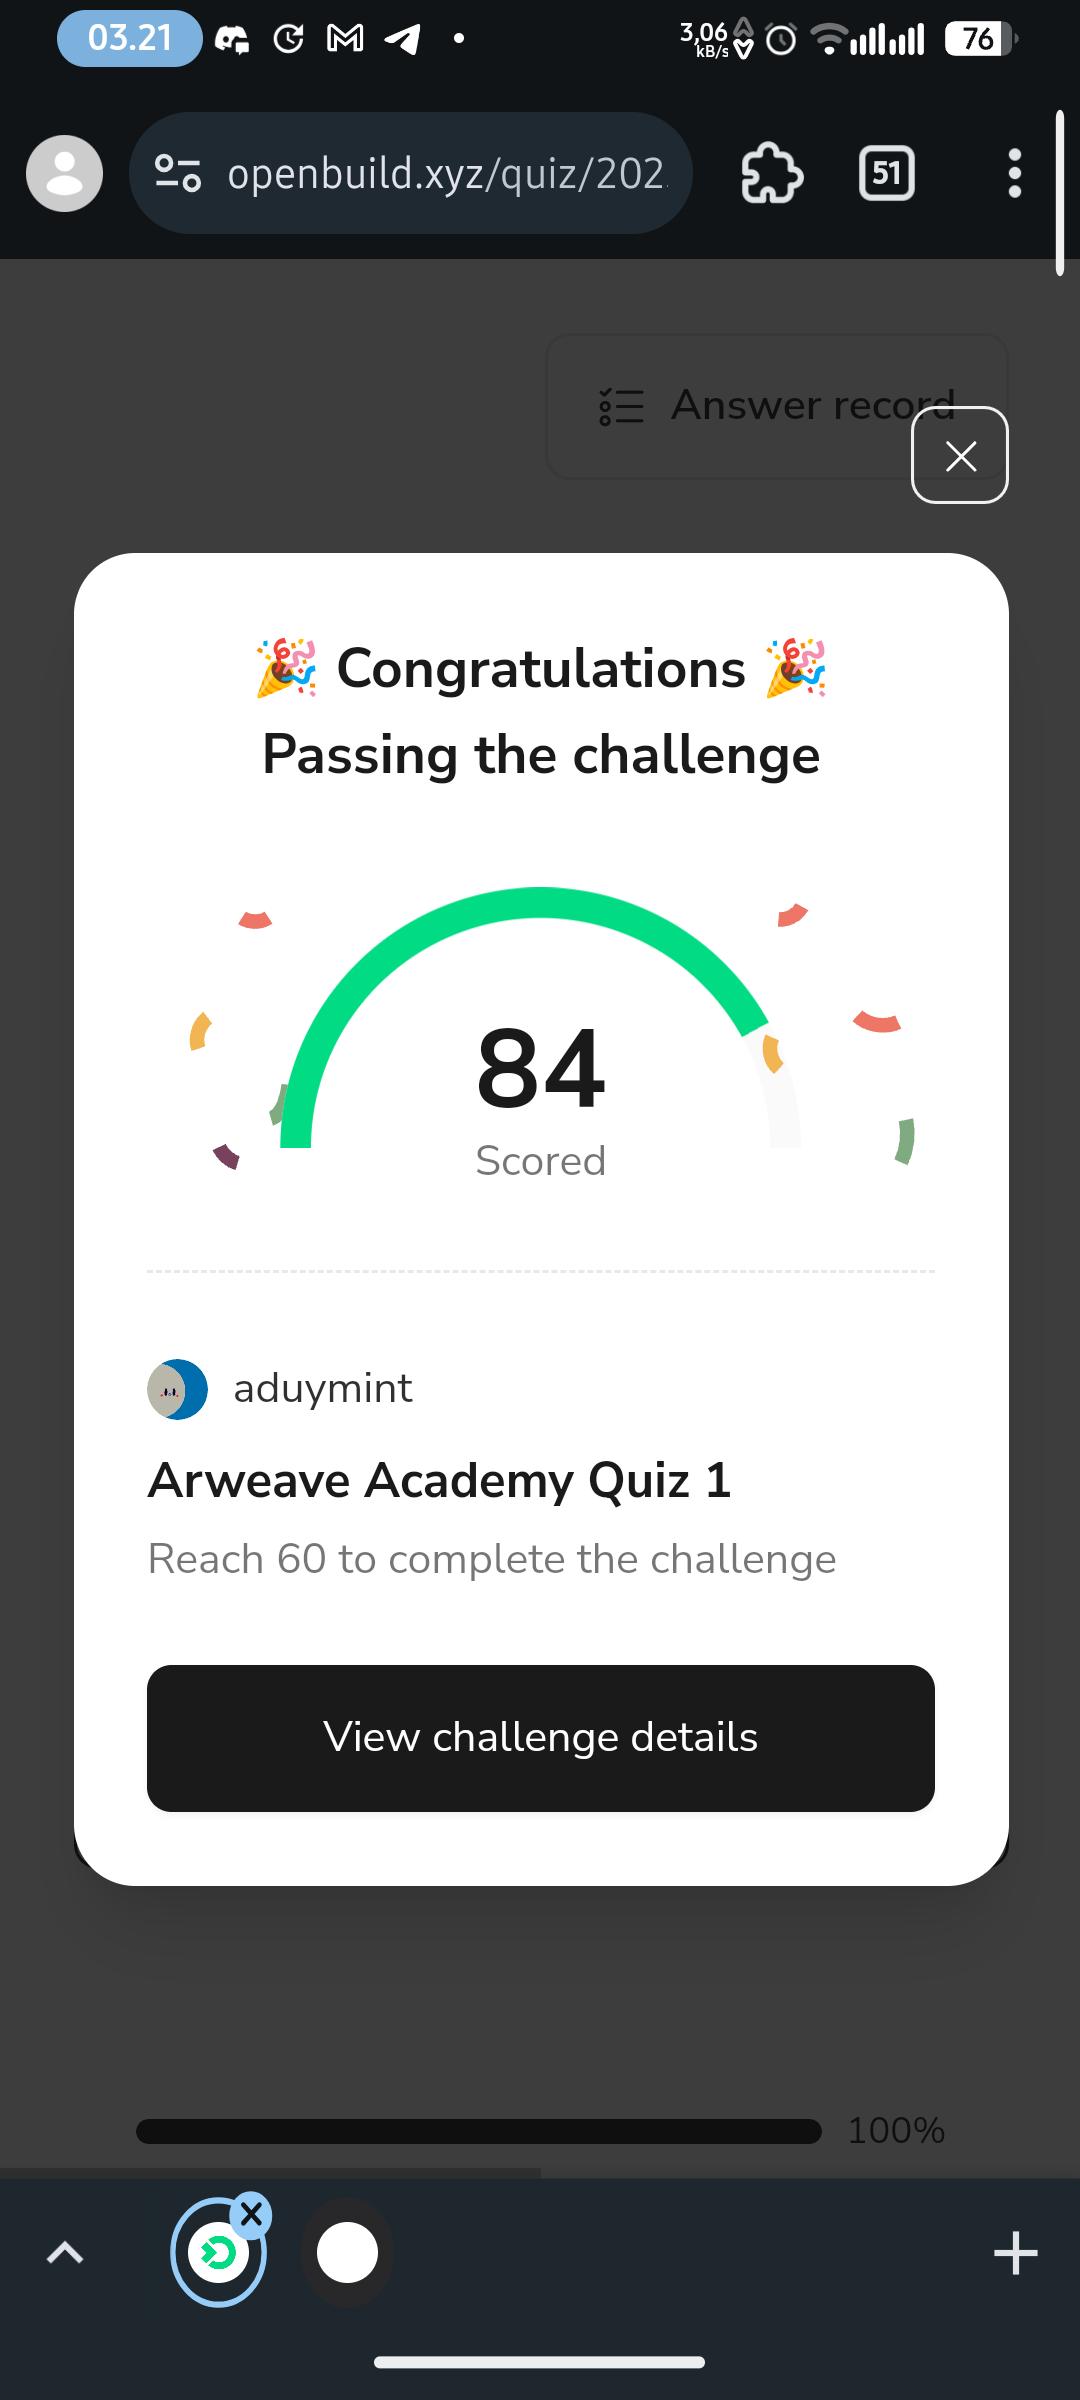 03.21
3,06
kB/s
76
openbuild.xyz/quiz/202
51
Answer record
🎉 Congratulations 🎉
Passing the challenge
84
Scored
aduymint
Arweave Academy Quiz 1
Reach 60 to complete the challenge
View challenge details
100%